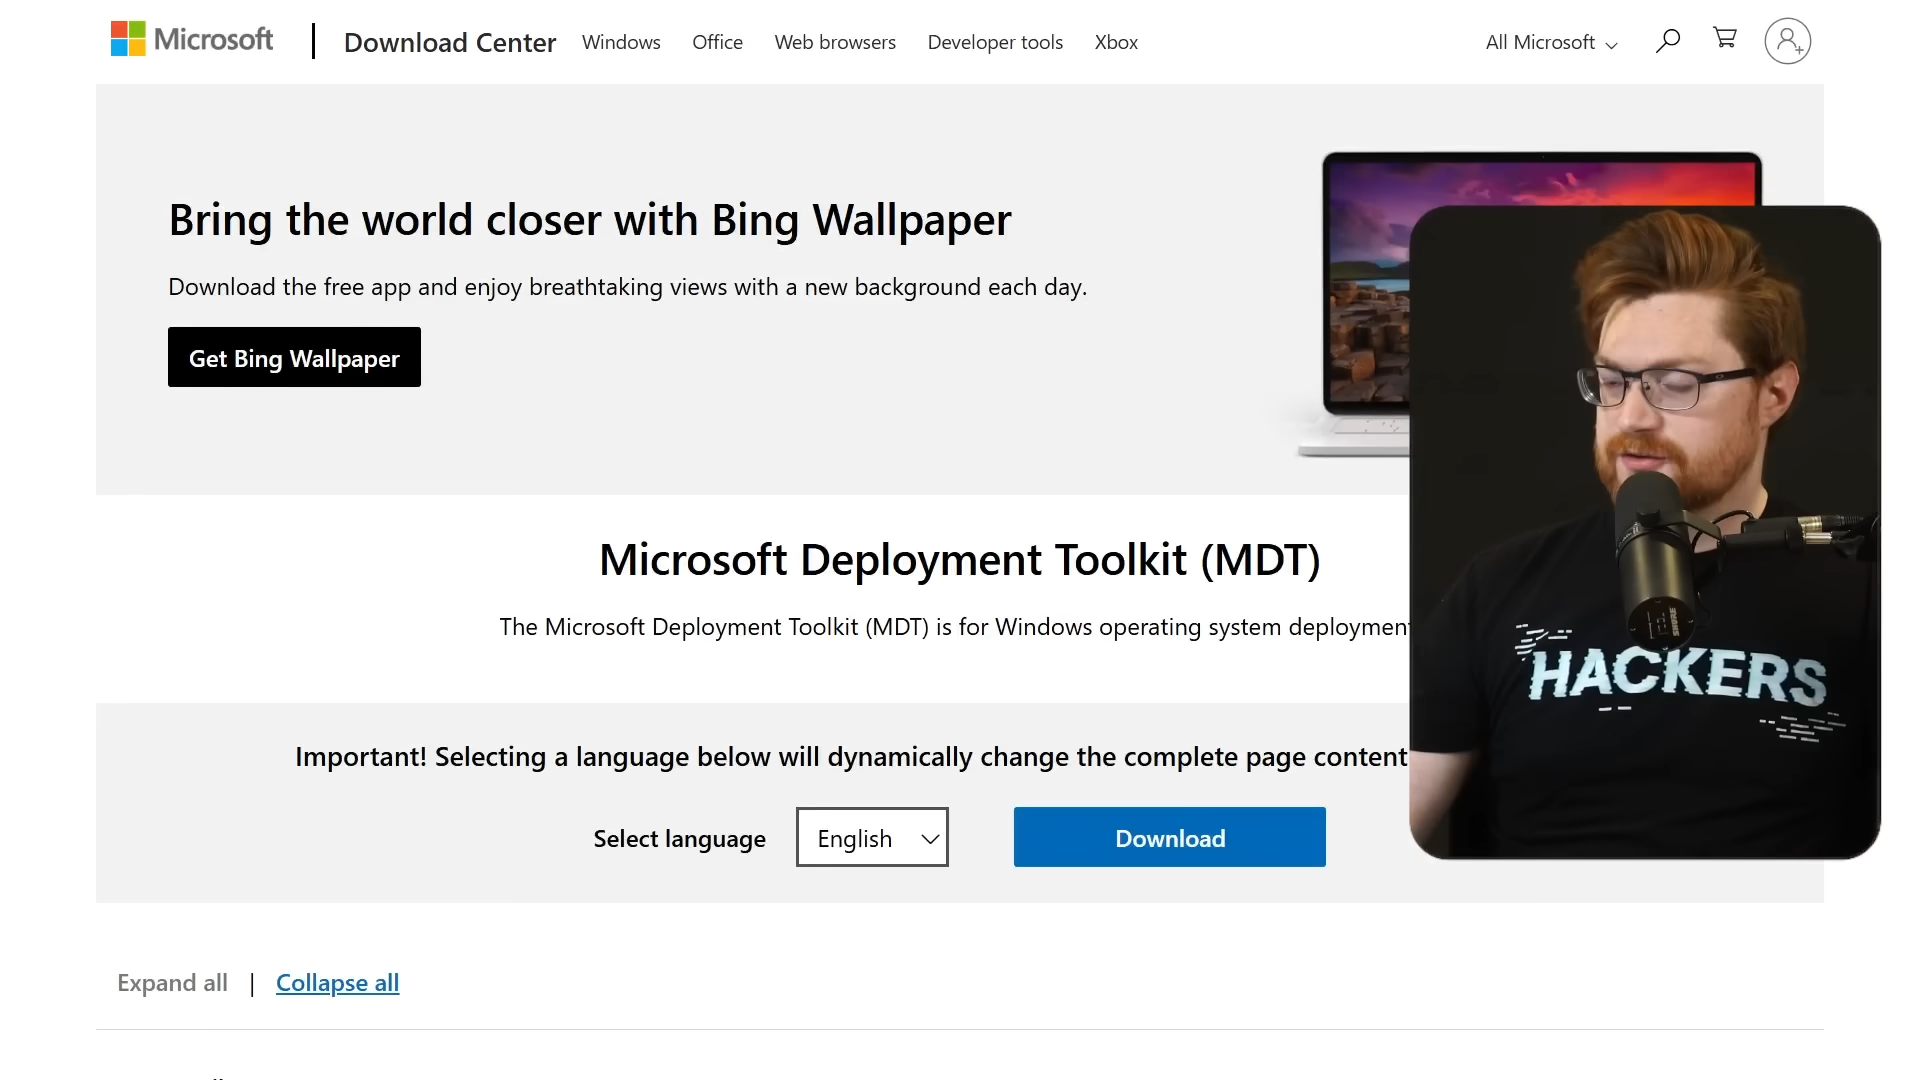 Microsoft
Download Center
Windows
Office
Web browsers
Developer tools
Xbox
All Microsoft
Bring the world closer with Bing Wallpaper
Download the free app and enjoy breathtaking views with a new background each day.
Get Bing Wallpaper
Microsoft Deployment Toolkit (MDT)
The Microsoft Deployment Toolkit (MDT) is for Windows operating system deployment
Important! Selecting a language below will dynamically change the complete page content
Select language
English
Download
Expand all | Collapse all
SHURE
HACKERS